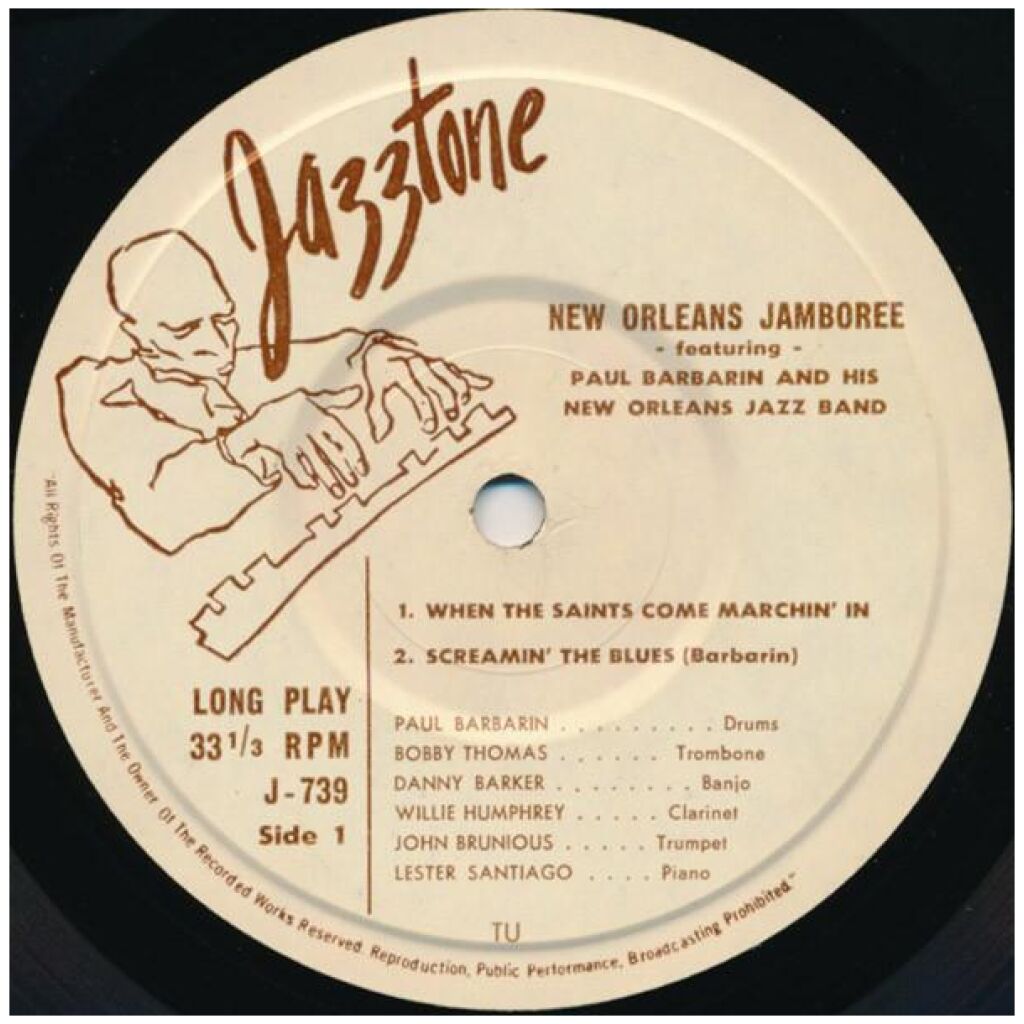 Jazztone
NEW ORLEANS JAMBOREE
- featuring -
PAUL BARBARIN AND HIS
NEW ORLEANS JAZZ BAND
1. WHEN THE SAINTS COME MARCHIN' IN
2. SCREAMIN' THE BLUES (Barbarin)
LONG PLAY
33 1/3 RPM
J-739
Side 1
PAUL BARBARIN . . . . . . . . . Drums
BOBBY THOMAS . . . . . . Trombone
DANNY BARKER . . . . . . . . Banjo
WILLIE HUMPHREY . . . . . Clarinet
JOHN BRUNIOUS . . . . . Trumpet
LESTER SANTIAGO . . . . Piano
TU
"All Rights Of The Manufacturer And The Owner Of The Recorded Works Reserved. Reproduction, Public Performance, Broadcasting Prohibited."